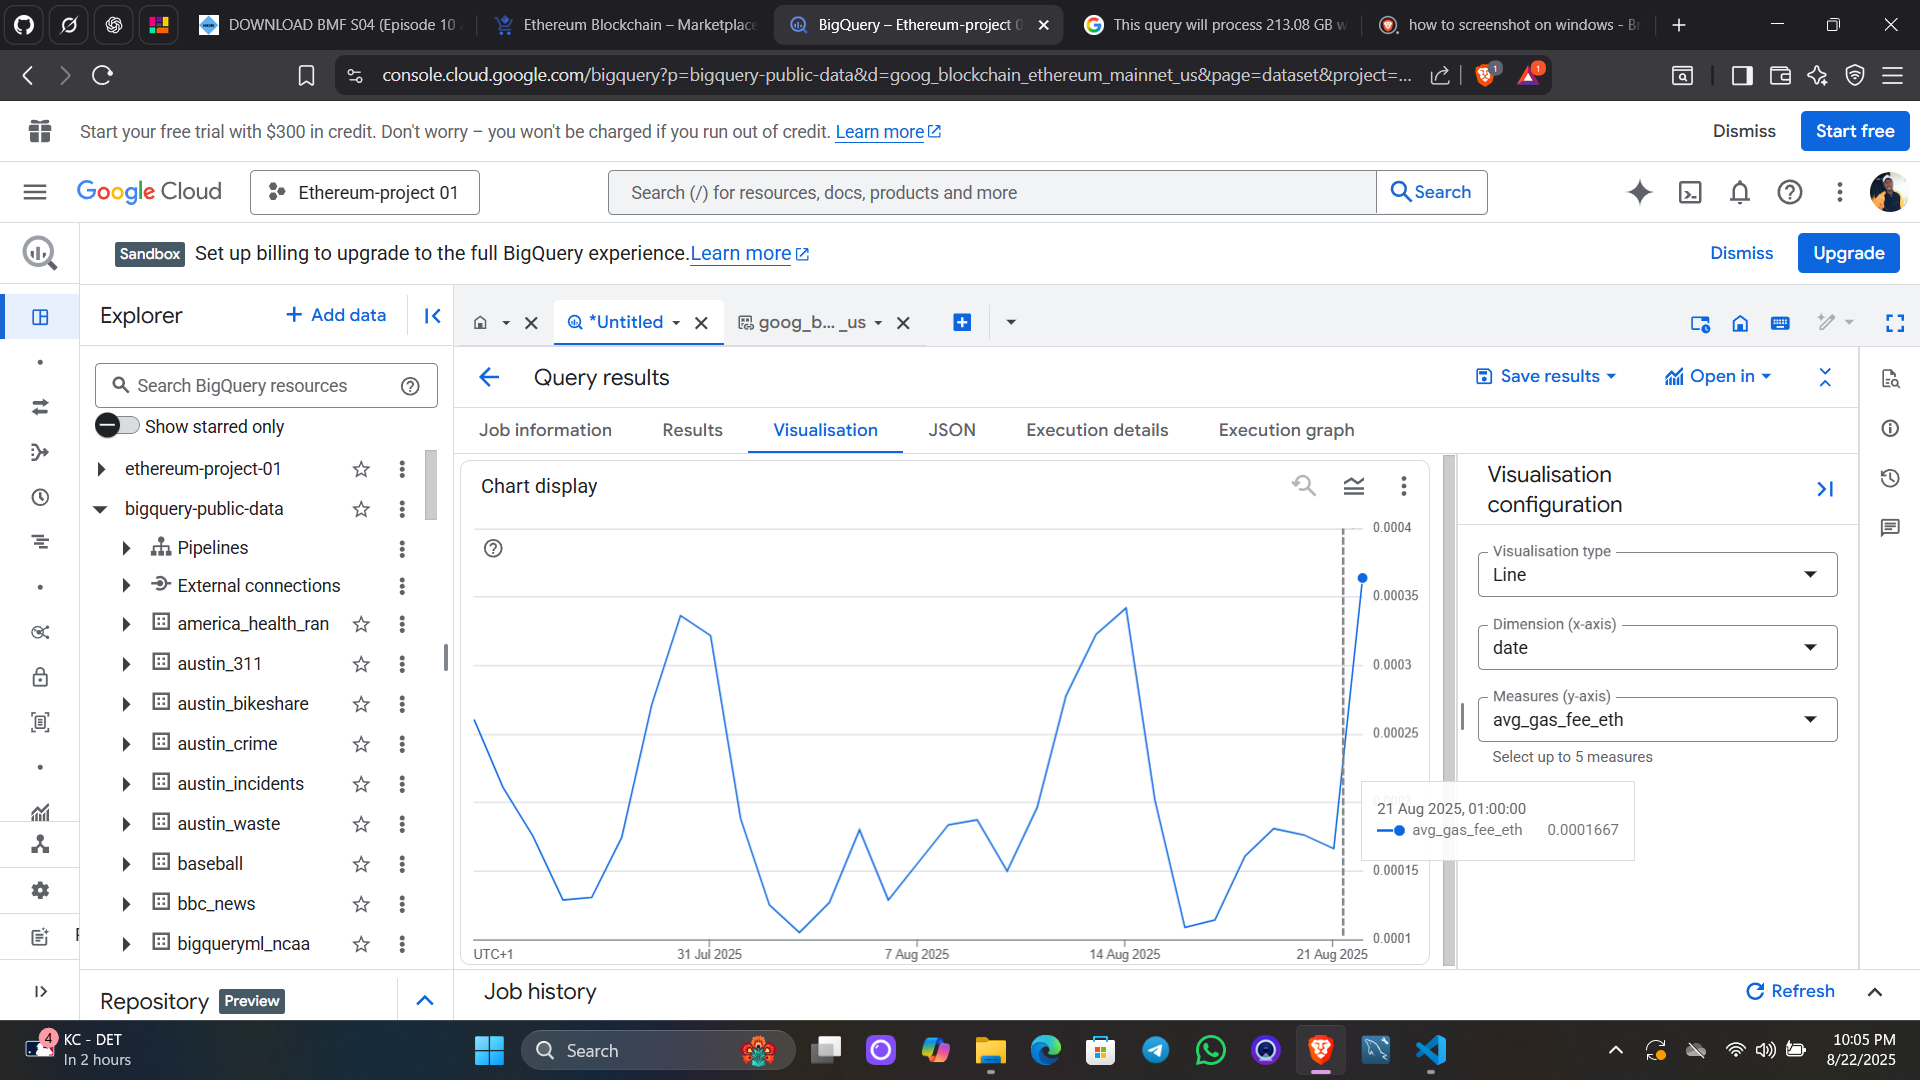 DOWNLOAD BMF S04 (Episode 10
Ethereum Blockchain – Marketplace
BigQuery – Ethereum-project 0
This query will process 213.08 GB w
how to screenshot on windows - Br
console.cloud.google.com/bigquery?p=bigquery-public-data&d=goog_blockchain_ethereum_mainnet_us&page=dataset&project=...
1
1
Start your free trial with $300 in credit. Don't worry – you won't be charged if you run out of credit. Learn more
Dismiss
Start free
Google Cloud
Ethereum-project 01
Search (/) for resources, docs, products and more
Search
Sandbox
Set up billing to upgrade to the full BigQuery experience. Learn more
Dismiss
Upgrade
Explorer
+ Add data
*Untitled
goog_b... _us
Search BigQuery resources
Show starred only
ethereum-project-01
bigquery-public-data
Pipelines
External connections
america_health_ran
austin_311
austin_bikeshare
austin_crime
austin_incidents
austin_waste
baseball
bbc_news
bigqueryml_ncaa
Repository
Preview
Query results
Save results
Open in
Job information
Results
Visualisation
JSON
Execution details
Execution graph
Chart display
0.0004
0.00035
0.0003
0.00025
0.00015
0.0001
UTC+1
31 Jul 2025
7 Aug 2025
14 Aug 2025
21 Aug 2025
21 Aug 2025, 01:00:00
avg_gas_fee_eth 0.0001667
Visualisation
configuration
Visualisation type
Line
Dimension (x-axis)
date
Measures (y-axis)
avg_gas_fee_eth
Select up to 5 measures
Job history
Refresh
4
KC - DET
In 2 hours
Search
10:05 PM
8/22/2025